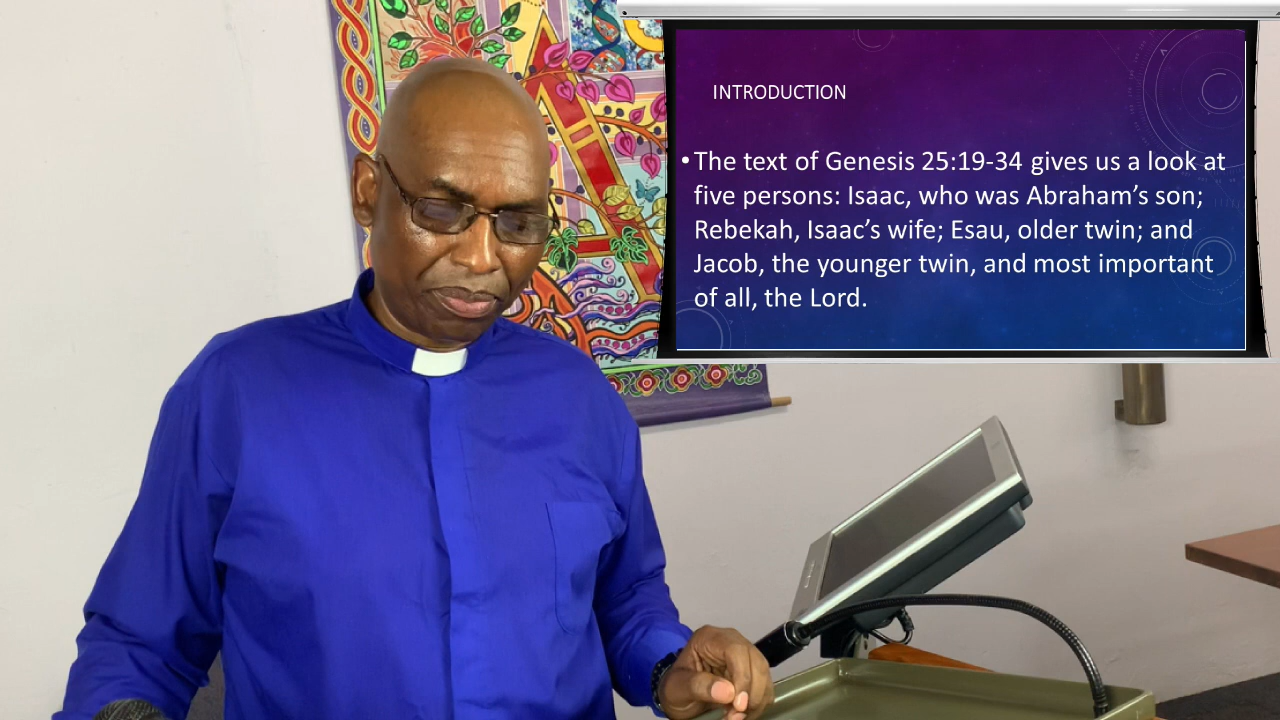 INTRODUCTION
• The text of Genesis 25:19-34 gives us a look at
five persons: Isaac, who was Abraham’s son;
Rebekah, Isaac’s wife; Esau, older twin; and
Jacob, the younger twin, and most important
of all, the Lord.